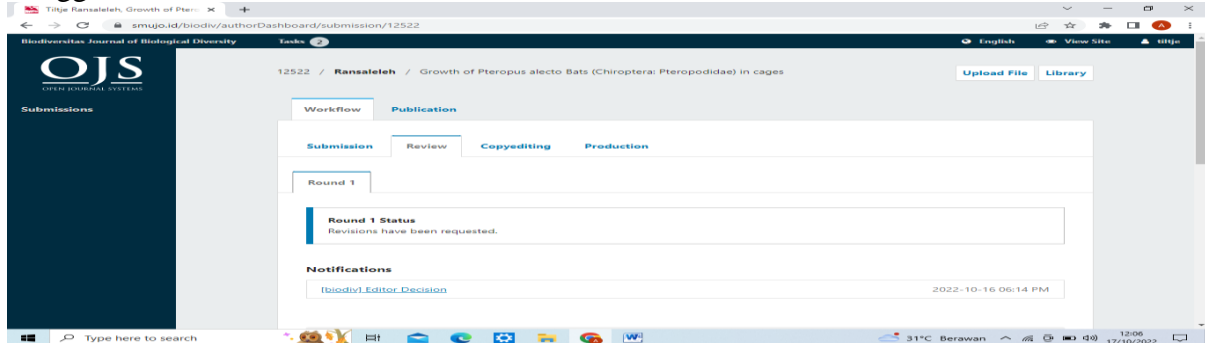 Tiltje Ransaleleh, Growth of Pter
smujo.id/biodiv/authorDashboard/submission/12522
Biodiversitas Journal of Biological Diversity Tasks 2 English View Site tiltje
OJS
OPEN JOURNAL SYSTEMS
12522 / Ransaleleh / Growth of Pteropus alecto Bats (Chiroptera: Pteropodidae) in cages Upload File Library
Submissions
Workflow Publication
Submission Review Copyediting Production
Round 1
Round 1 Status
Revisions have been requested.
Notifications
[biodiv] Editor Decision 2022-10-16 06:14 PM
Type here to search 31°C Berawan 12:06
17/10/2022